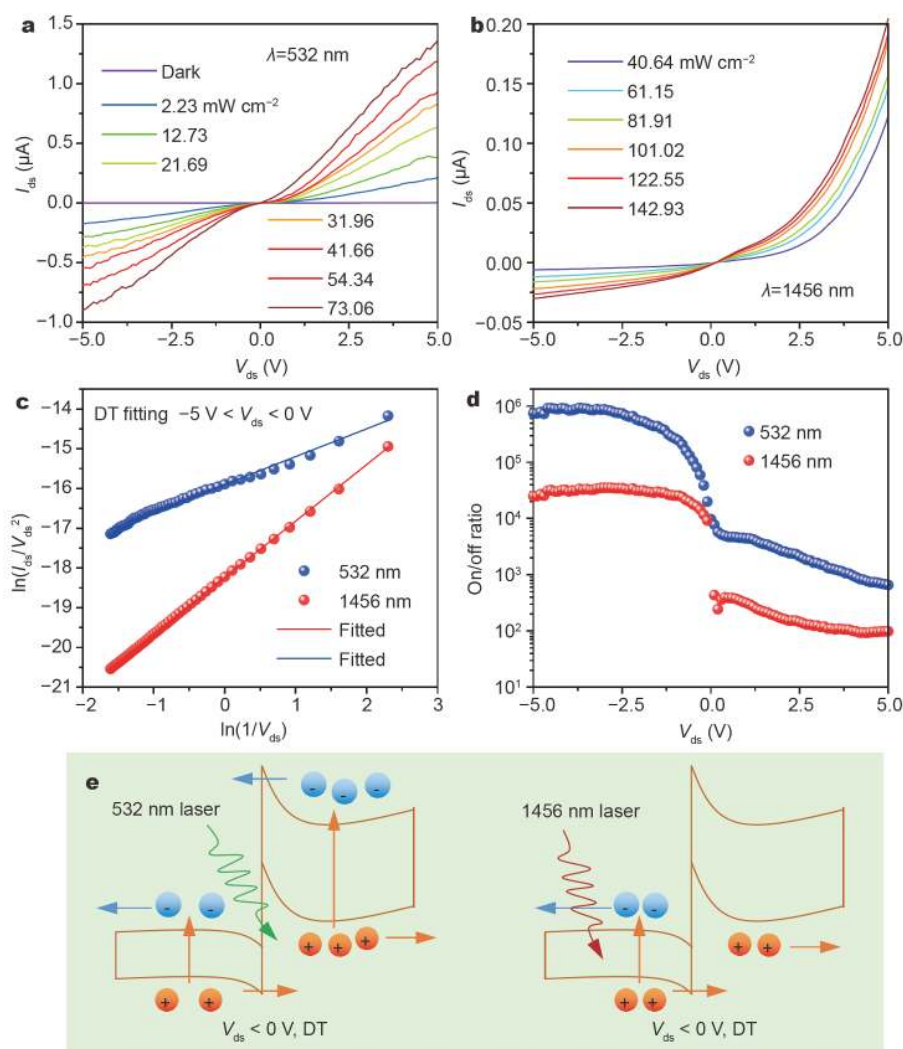 a
1.5
1.0
0.5
0.0
−0.5
−1.0
I_ds (μA)
λ=532 nm
Dark
2.23 mW cm⁻²
12.73
21.69
31.96
41.66
54.34
73.06
−5.0 −2.5 0.0 2.5 5.0
V_ds (V)
b
0.20
0.15
0.10
0.05
0.00
−0.05
I_ds (μA)
40.64 mW cm⁻²
61.15
81.91
101.02
122.55
142.93
λ=1456 nm
−5.0 −2.5 0.0 2.5 5.0
V_ds (V)
c
DT fitting −5 V < V_ds < 0 V
−14
−15
−16
−17
−18
−19
−20
−21
ln(I_ds/V_ds²)
532 nm
1456 nm
Fitted
Fitted
−2 −1 0 1 2 3
ln(1/V_ds)
d
10⁶
10⁵
10⁴
10³
10²
10¹
On/off ratio
532 nm
1456 nm
−5.0 −2.5 0.0 2.5 5.0
V_ds (V)
e
532 nm laser
- - -
- -
+ + +
+ +
V_ds < 0 V, DT
1456 nm laser
- -
+ +
+ +
V_ds < 0 V, DT